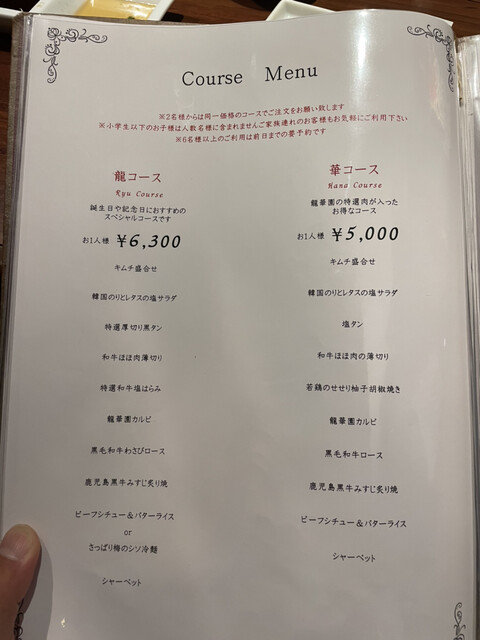 Course Menu
※2名様からは同一価格のコースでご注文をお願い致します
※小学生以下のお子様は人数名様に含まれませんご家族連れのお客様もお気軽にご利用下さい
※6名様以上のご利用は前日までの要予約です
龍コース
Ryu Course
誕生日や記念日におすすめの
スペシャルコースです
お1人様 ¥6,300
キムチ盛合せ
韓国のりとレタスの塩サラダ
特選厚切り黒タン
和牛ほほ肉薄切り
特選和牛塩はらみ
龍華園カルビ
黒毛和牛わさびロース
鹿児島黒牛みすじ炙り焼
ビーフシチュー&バターライス
or
さっぱり梅のシソ冷麺
シャーベット
華コース
Hana Course
龍華園の特選肉が入った
お得なコース
お1人様 ¥5,000
キムチ盛合せ
韓国のりとレタスの塩サラダ
塩タン
和牛ほほ肉の薄切り
若鶏のせせり柚子胡椒焼き
龍華園カルビ
黒毛和牛ロース
鹿児島黒牛みすじ炙り焼
ビーフシチュー&バターライス
シャーベット